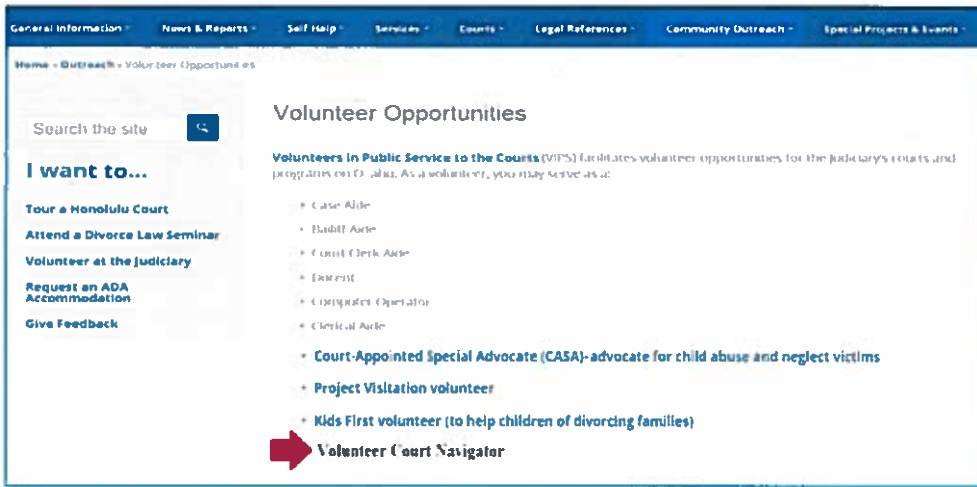 General Information - News & Reports - Self Help - Services - Courts - Legal References - Community Outreach - Special Projects & Events -
Home » Outreach » Volunteer Opportunities
Search the site
I want to...
Tour a Honolulu Court
Attend a Divorce Law Seminar
Volunteer at the Judiciary
Request an ADA
Accommodation
Give Feedback
Volunteer Opportunities
Volunteers in Public Service to the Courts (VIPS) facilitates volunteer opportunities for the Judiciary's courts and
programs on O`ahu. As a volunteer, you may serve as a:
• Case Aide
• Bailiff Aide
• Court Clerk Aide
• Docent
• Computer Operator
• Clerical Aide
• Court-Appointed Special Advocate (CASA)- advocate for child abuse and neglect victims
• Project Visitation volunteer
• Kids First volunteer (to help children of divorcing families)
Volunteer Court Navigator